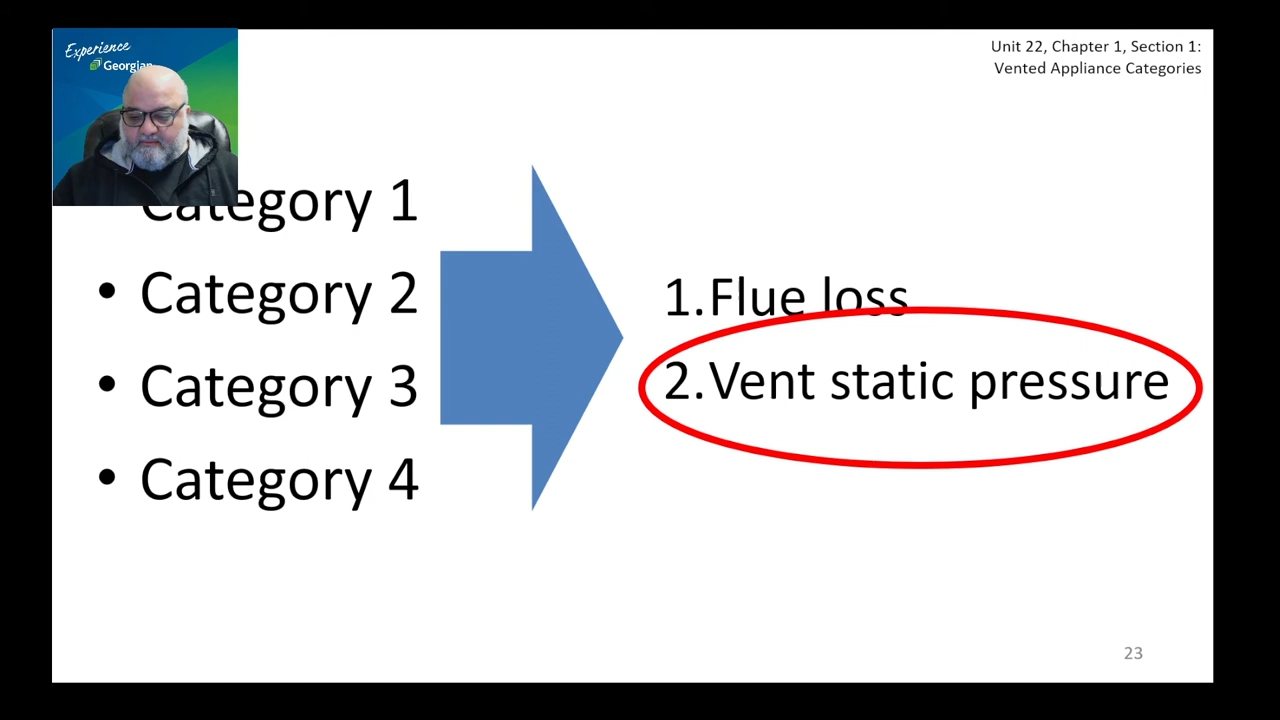 Experience
Georgian
Unit 22, Chapter 1, Section 1:
Vented Appliance Categories
Category 1
• Category 2
• Category 3
• Category 4
1.Flue loss
2.Vent static pressure
23